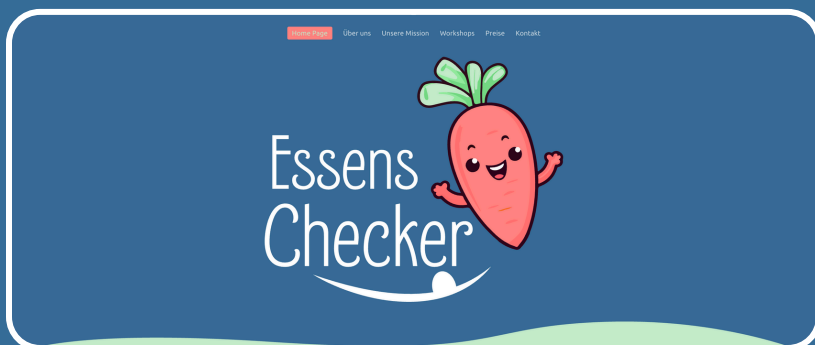 Home Page Über uns Unsere Mission Workshops Preise Kontakt
Essens
Checker